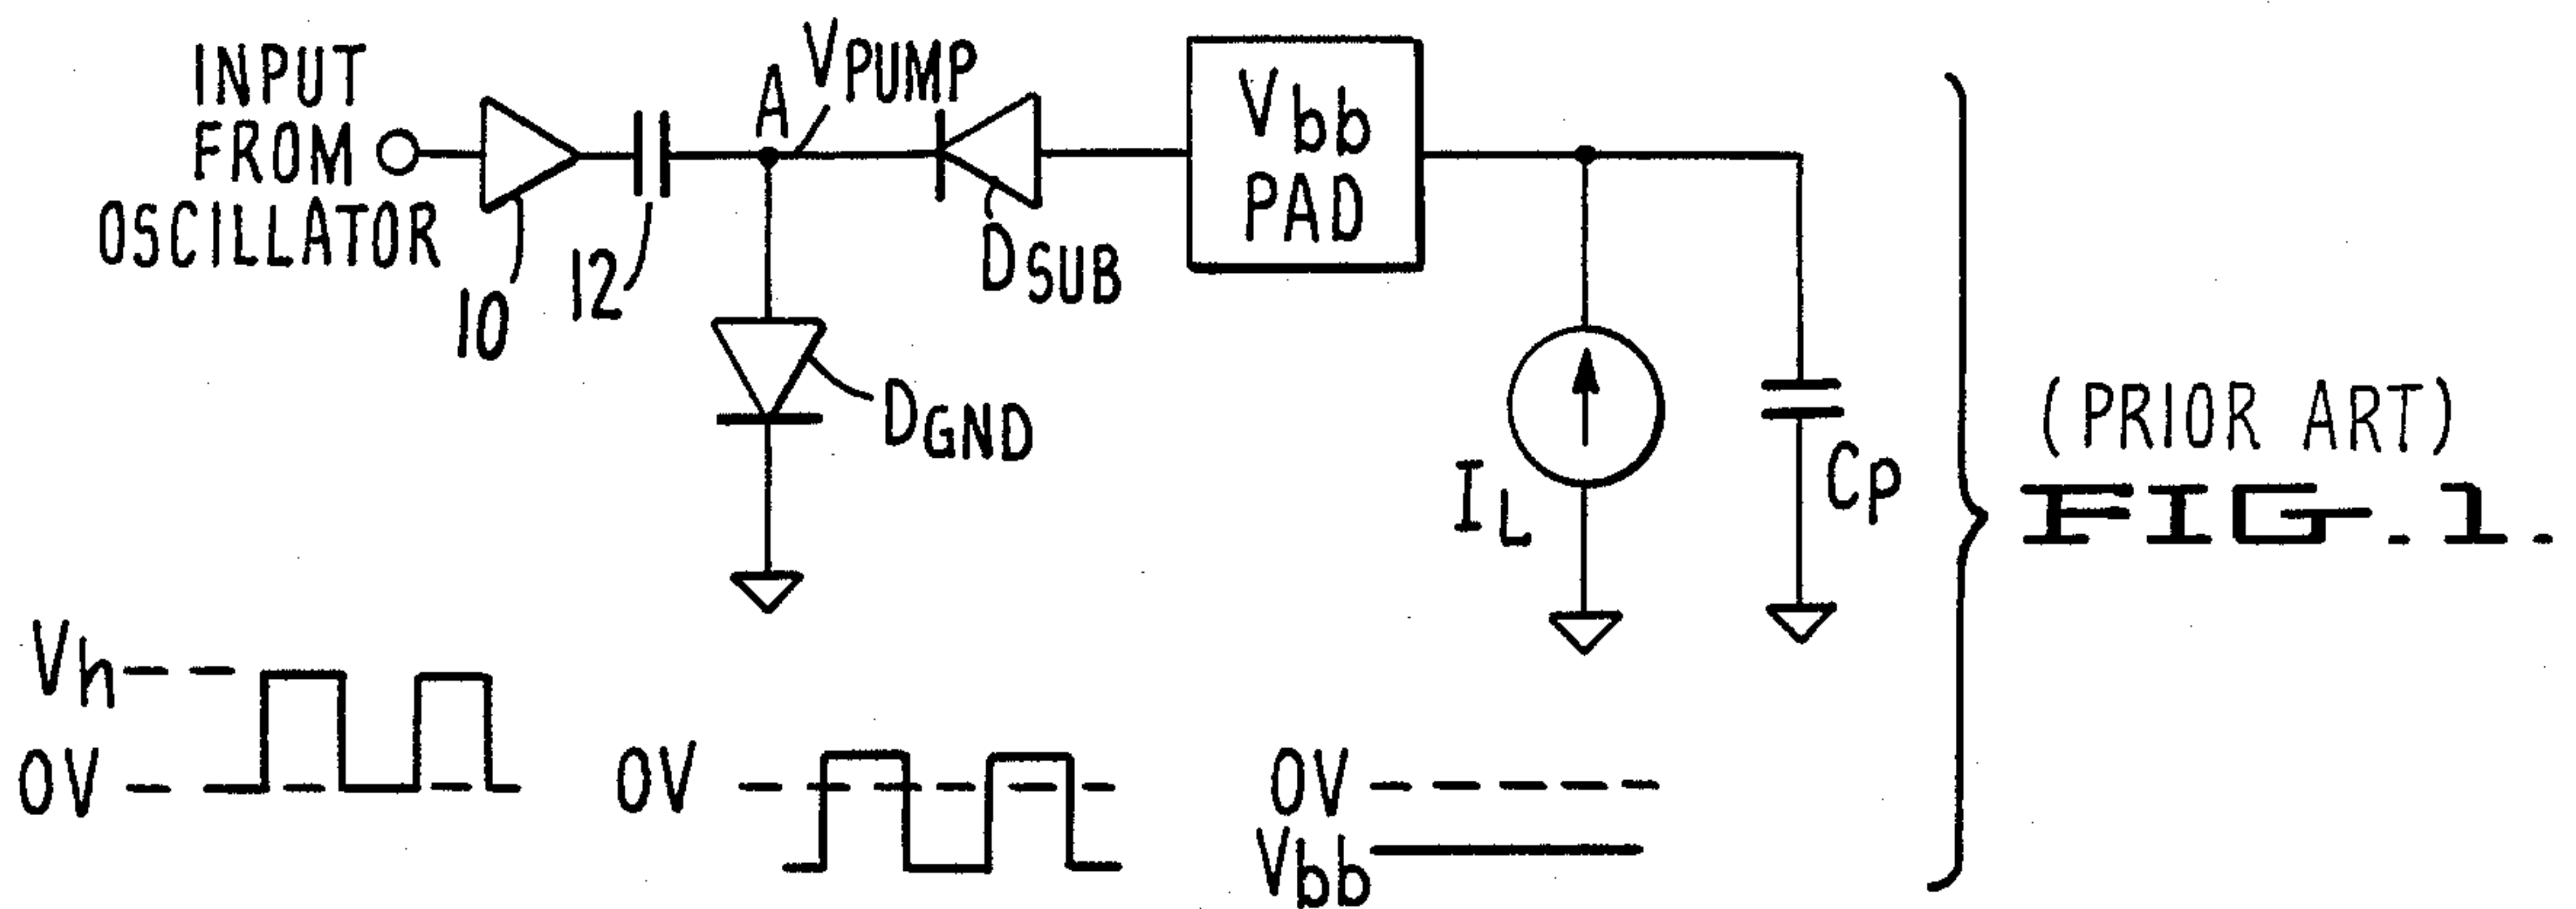 INPUT
FROM
OSCILLATOR
10
12
A
VPUMP
DSUB
DGND
Vbb
PAD
IL
CP
(PRIOR ART)
FIG. 1.
Vh
0V
0V
0V
Vbb